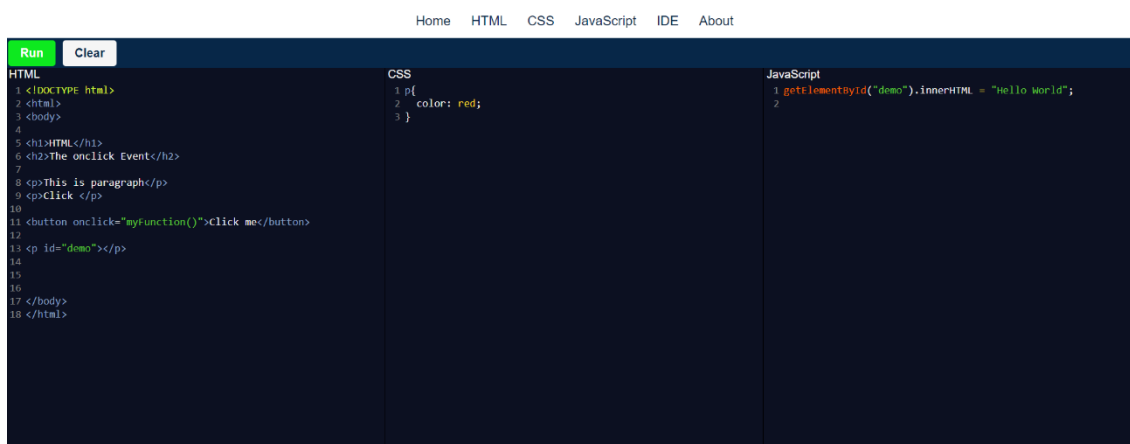 Home HTML CSS JavaScript IDE About
Run Clear
HTML
1 <!DOCTYPE html>
2 <html>
3 <body>
4
5 <h1>HTML</h1>
6 <h2>The onclick Event</h2>
7
8 <p>This is paragraph</p>
9 <p>Click </p>
10
11 <button onclick="myFunction()">Click me</button>
12
13 <p id="demo"></p>
14
15
16
17 </body>
18 </html>
CSS
1 p{
2 color: red;
3 }
JavaScript
1 getElementById("demo").innerHTML = "Hello World";
2